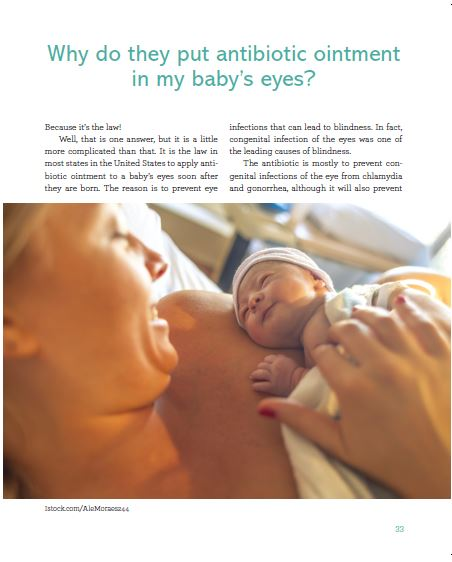 Why do they put antibiotic ointment
in my baby's eyes?
Because it's the law!
Well, that is one answer, but it is a little
more complicated than that. It is the law in
most states in the United States to apply anti-
biotic ointment to a baby's eyes soon after
they are born. The reason is to prevent eye
infections that can lead to blindness. In fact,
congenital infection of the eyes was one of
the leading causes of blindness.
The antibiotic is mostly to prevent con-
genital infections of the eye from chlamydia
and gonorrhea, although it will also prevent
Istock.com/AleMoraes244
33